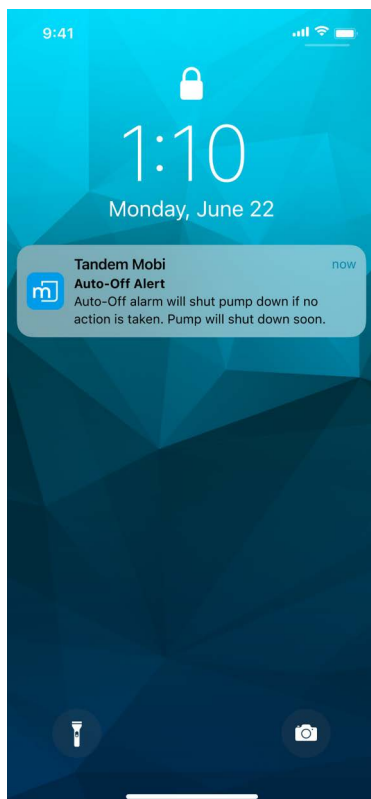 9:41
1:10
Monday, June 22
Tandem Mobi now
Auto-Off Alert
Auto-Off alarm will shut pump down if no
action is taken. Pump will shut down soon.
m